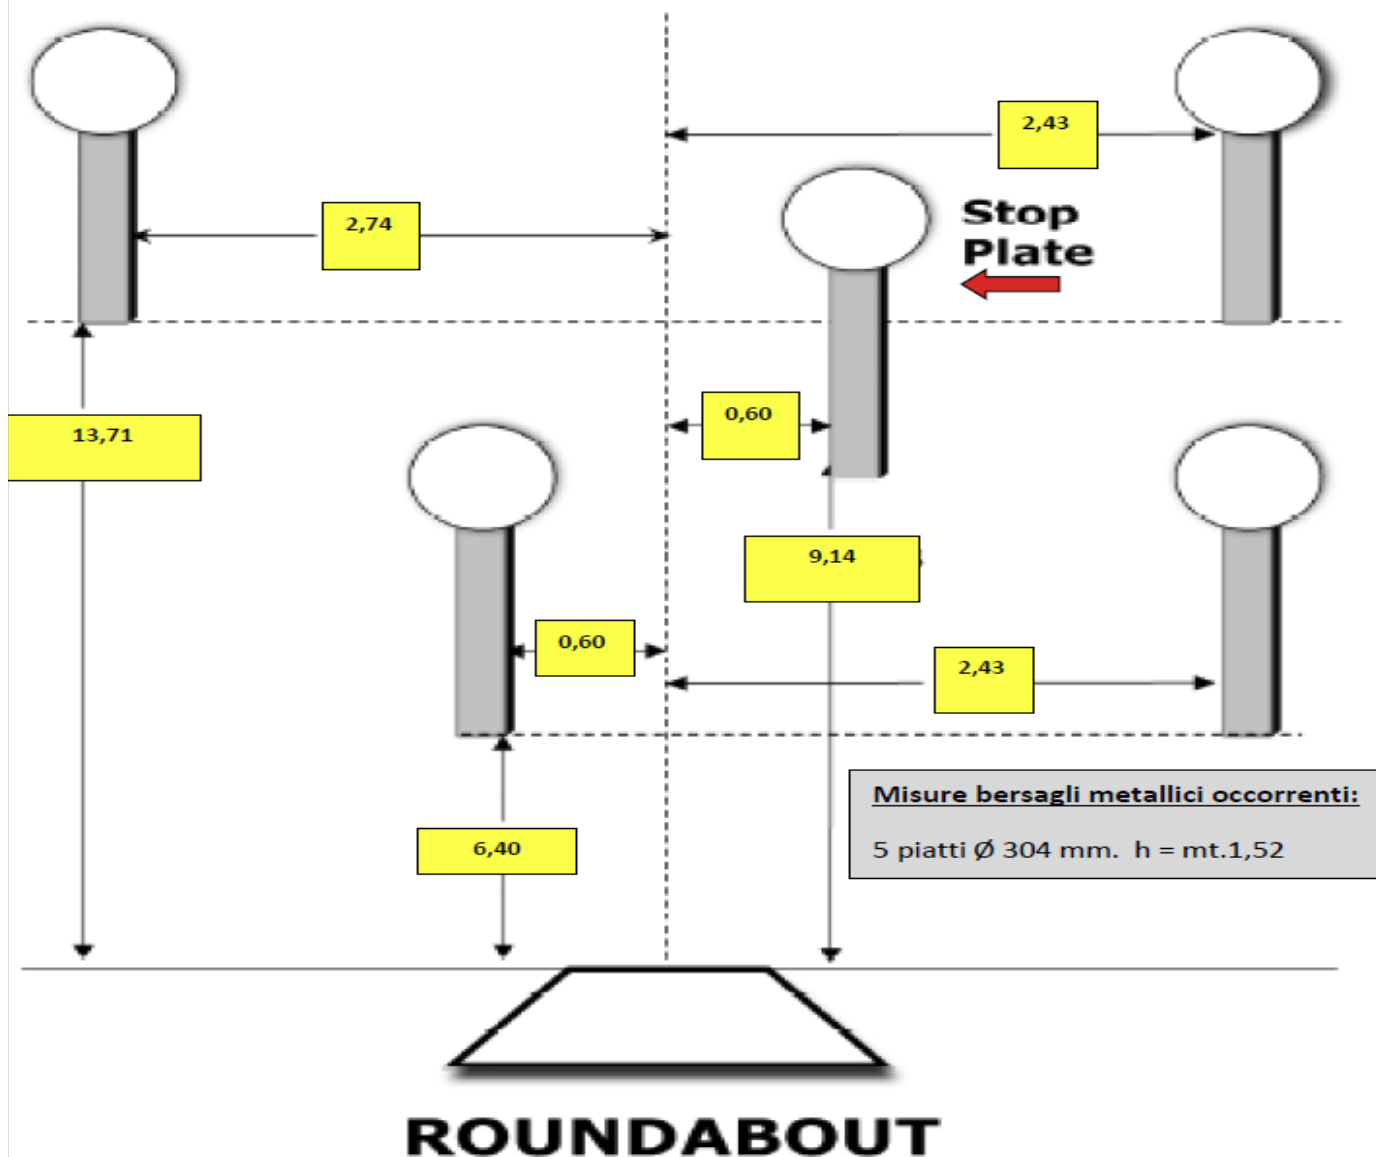 2,43
2,74
Stop
Plate
0,60
13,71
9,14
0,60
2,43
Misure bersagli metallici occorrenti:
5 piatti Ø 304 mm. h = mt.1,52
6,40
ROUNDABOUT